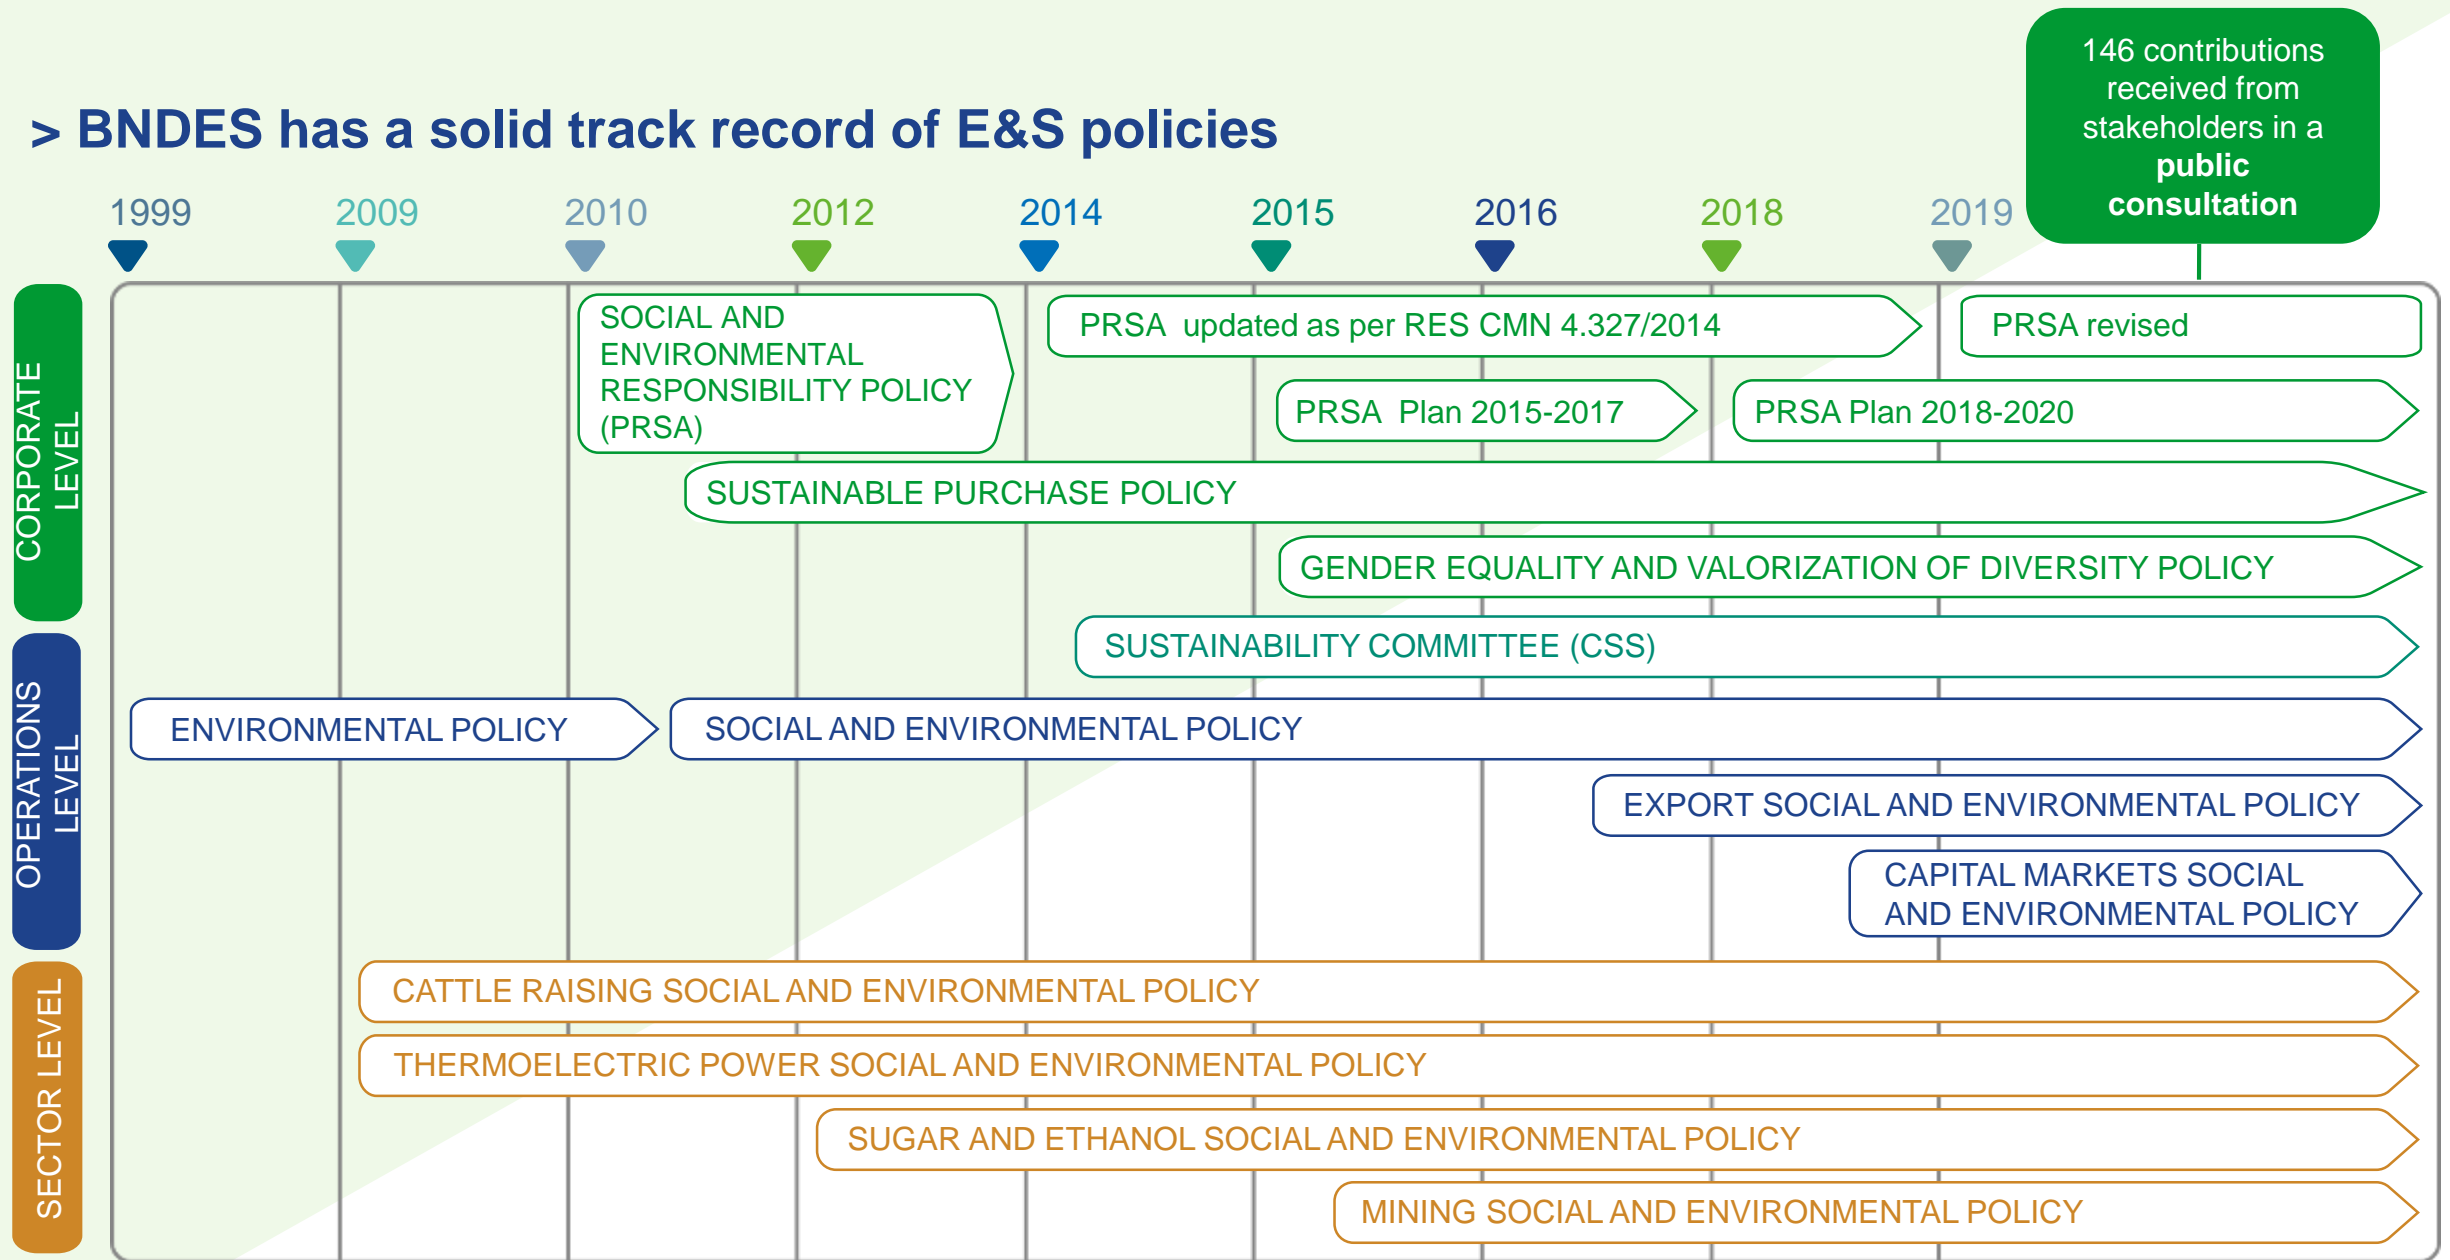 > BNDES has a solid track record of E&S policies
146 contributions
received from
stakeholders in a
public
consultation
1999
2009
2010
2012
2014
2015
2016
2018
2019
CORPORATE
LEVEL
SOCIAL AND
ENVIRONMENTAL
RESPONSIBILITY POLICY
(PRSA)
PRSA updated as per RES CMN 4.327/2014
PRSA revised
PRSA Plan 2015-2017
PRSA Plan 2018-2020
SUSTAINABLE PURCHASE POLICY
GENDER EQUALITY AND VALORIZATION OF DIVERSITY POLICY
SUSTAINABILITY COMMITTEE (CSS)
OPERATIONS
LEVEL
ENVIRONMENTAL POLICY
SOCIAL AND ENVIRONMENTAL POLICY
EXPORT SOCIAL AND ENVIRONMENTAL POLICY
CAPITAL MARKETS SOCIAL
AND ENVIRONMENTAL POLICY
SECTOR LEVEL
CATTLE RAISING SOCIAL AND ENVIRONMENTAL POLICY
THERMOELECTRIC POWER SOCIAL AND ENVIRONMENTAL POLICY
SUGAR AND ETHANOL SOCIAL AND ENVIRONMENTAL POLICY
MINING SOCIAL AND ENVIRONMENTAL POLICY